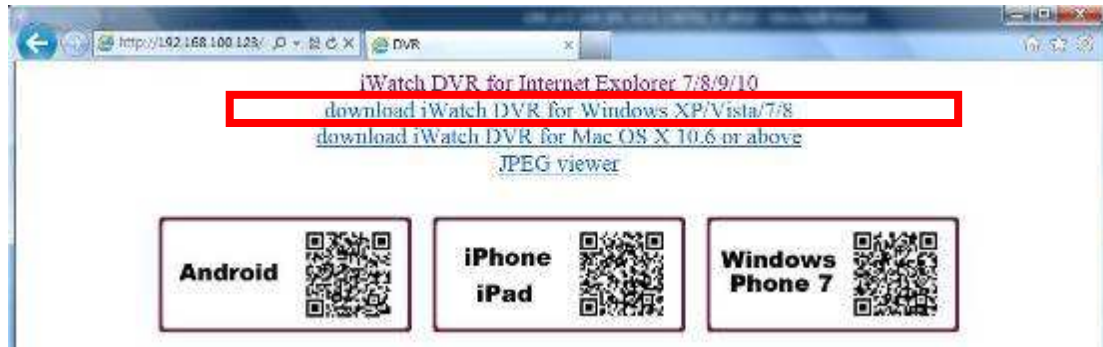 http://192.168.100.123/
DVR
iWatch DVR for Internet Explorer 7/8/9/10
download iWatch DVR for Windows XP/Vista/7/8
download iWatch DVR for Mac OS X 10.6 or above
JPEG viewer
Android
iPhone
iPad
Windows
Phone 7